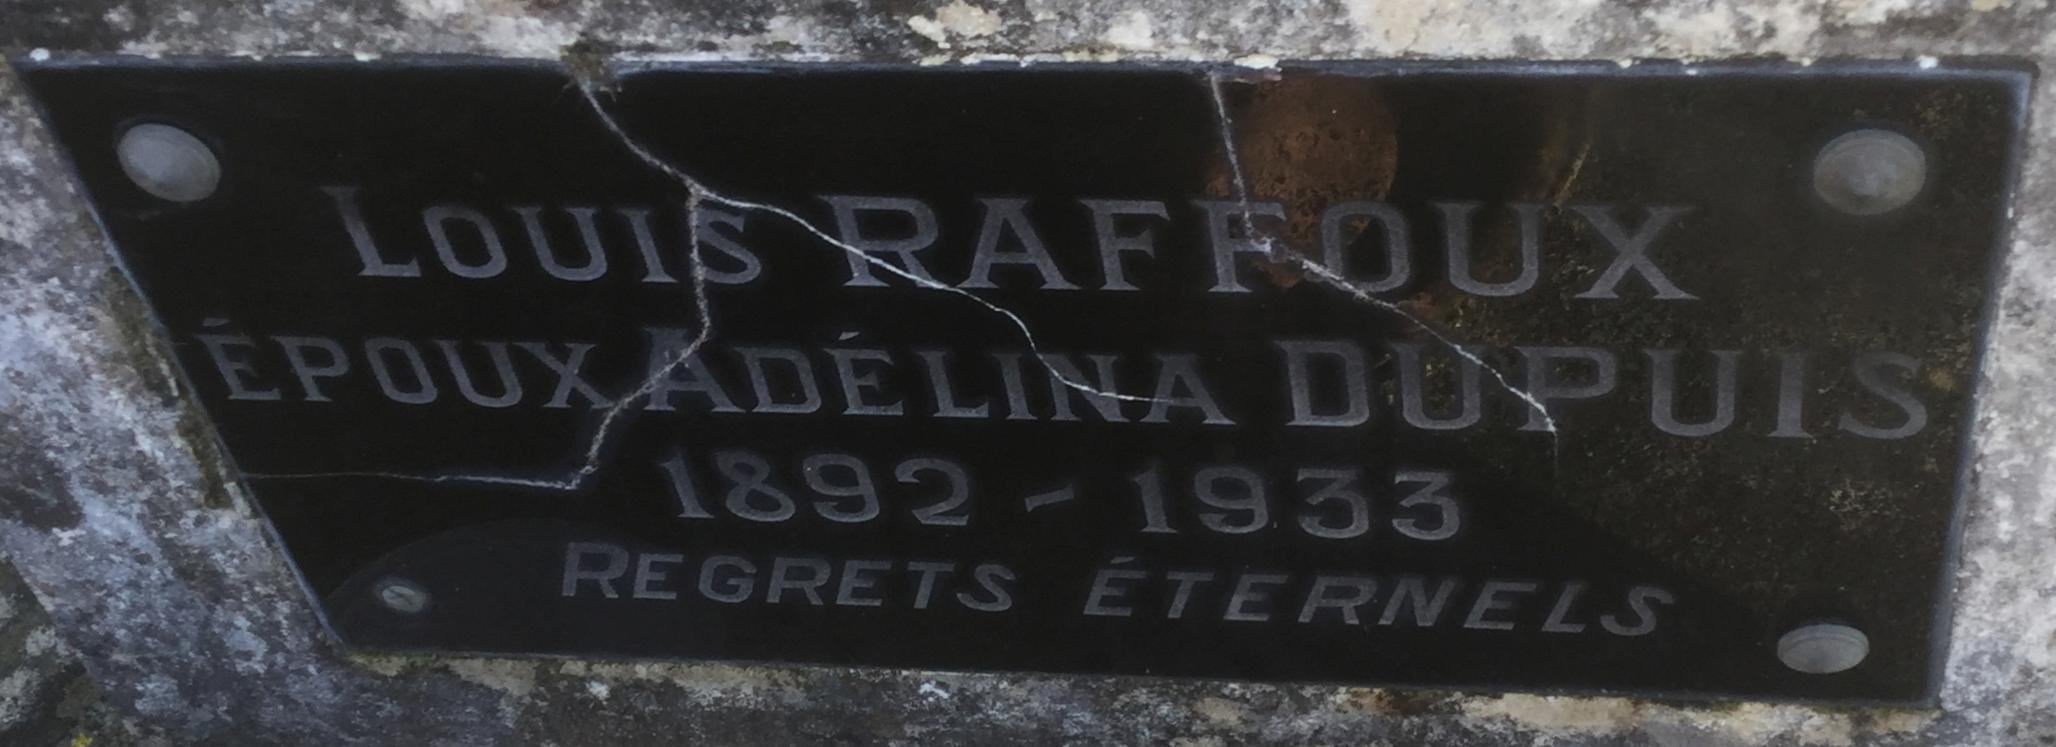 LOUIS RAFFOUX
ÉPOUX ADÉLINA DUPUIS
1892 - 1933
REGRETS ÉTERNELS